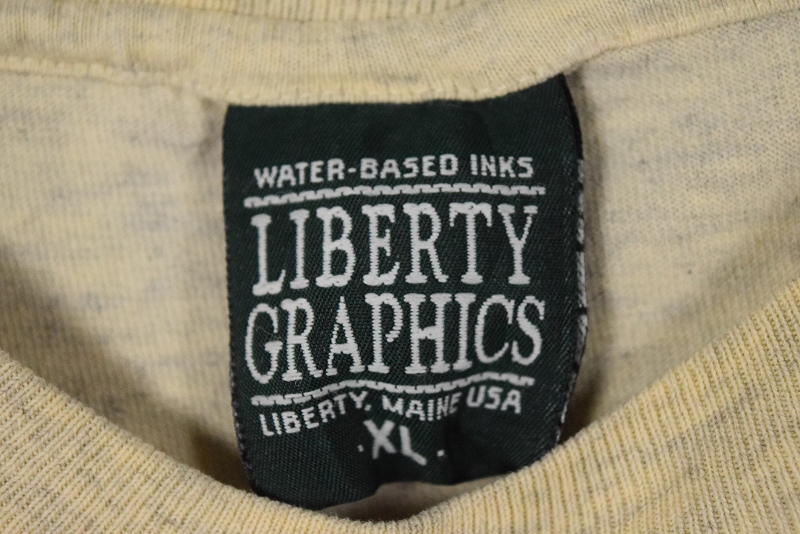 WATER-BASED INKS
LIBERTY
GRAPHICS
LIBERTY, MAINE USA
.XL.